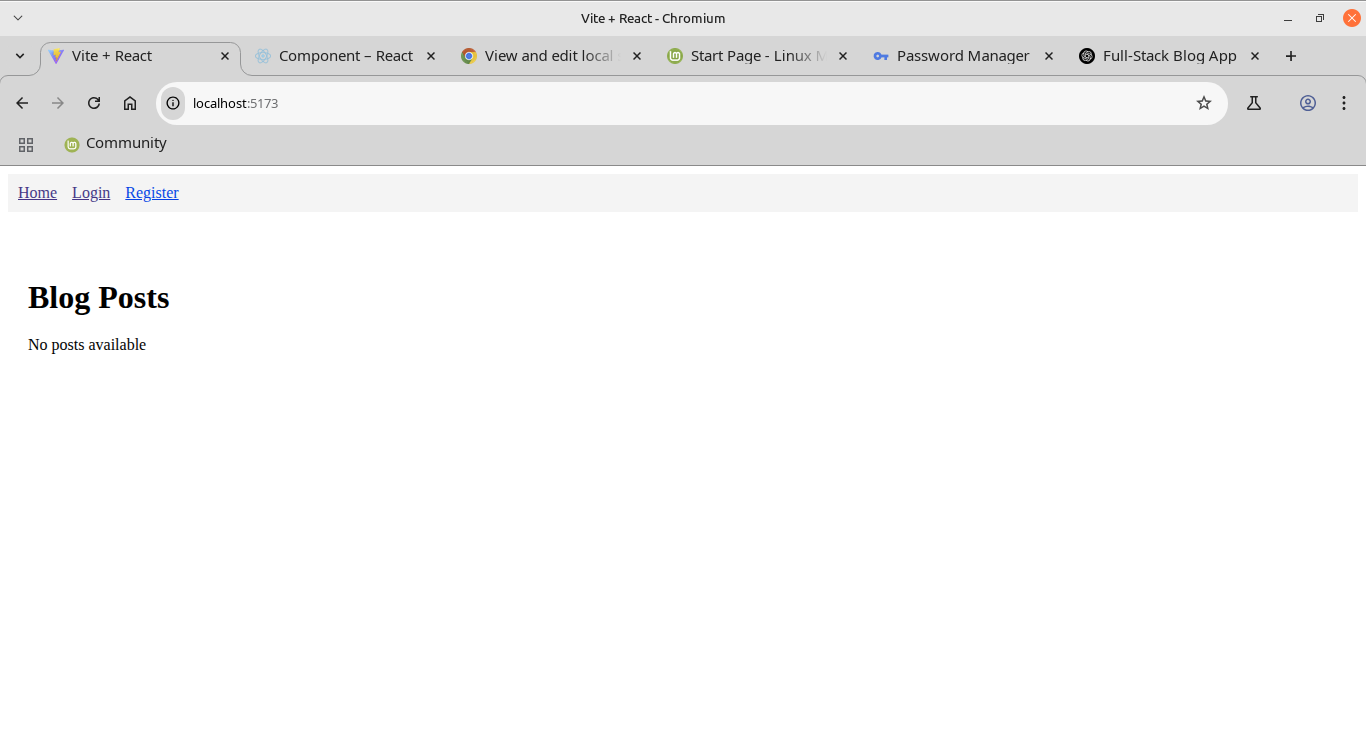 Vite + React - Chromium
Vite + React
Component – React
View and edit local
Start Page - Linux M
Password Manager
Full-Stack Blog App
localhost:5173
Community
Home Login Register
Blog Posts
No posts available